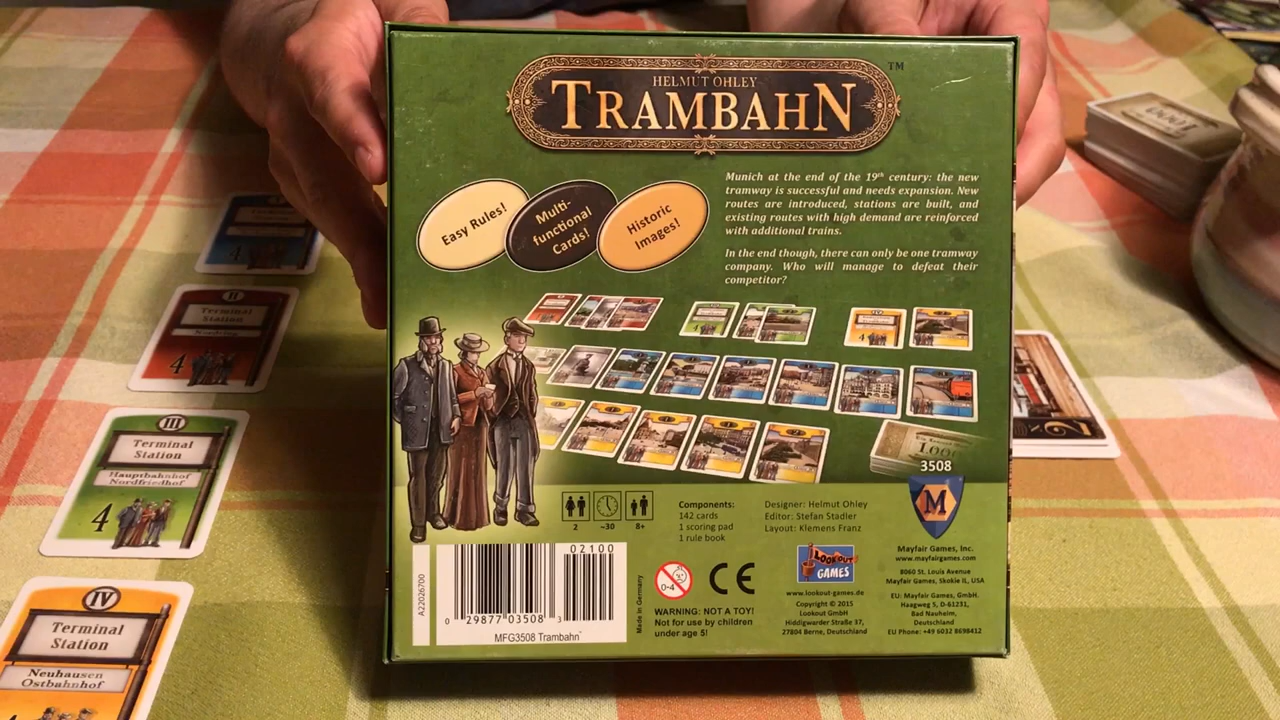 HELMUT OHLEY
TRAMBAHN
TM
Easy Rules!
Multi-
functional
Cards!
Historic
Images!
Munich at the end of the 19th century: the new
tramway is successful and needs expansion. New
routes are introduced, stations are built, and
existing routes with high demand are reinforced
with additional trains.
In the end though, there can only be one tramway
company. Who will manage to defeat their
competitor?
3508
2
~30
8+
Components:
142 cards
1 scoring pad
1 rule book
Designer: Helmut Ohley
Editor: Stefan Stadler
Layout: Klemens Franz
M
Mayfair Games, Inc.
www.mayfairgames.com
8060 St. Louis Avenue
Mayfair Games, Skokie IL, USA
EU: Mayfair Games, GmbH.
Haagweg 5, D-61231,
Bad Nauheim,
Deutschland
EU Phone: +49 6032 8698412
LOOKOUT
GAMES
www.lookout-games.de
Copyright © 2015
Lookout GmbH
Hiddigwarder Straße 37,
27804 Berne, Deutschland
0-4
CE
WARNING: NOT A TOY!
Not for use by children
under age 5!
Made in Germany
A22026700
02100
0 29877 03508 3
MFG3508 Trambahn™
4
II
Terminal
Station
4
III
Terminal
Station
Hauptbahnhof
Nordfriedhof
4
IV
Terminal
Station
Neuhausen
Ostbahnhof
4